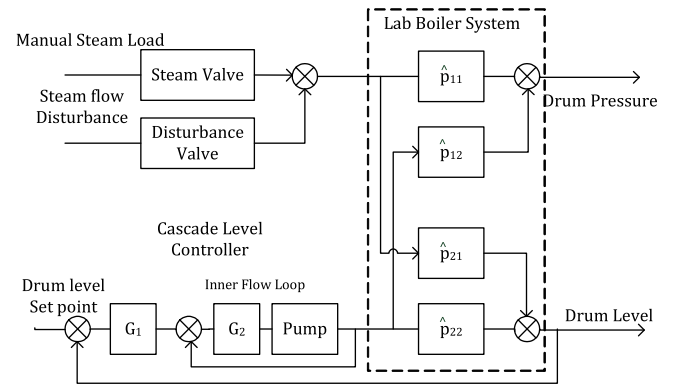 Lab Boiler System
Manual Steam Load
Steam Valve
p̂11
Drum Pressure
Steam flow
Disturbance
Disturbance
Valve
p̂12
Cascade Level
Controller
p̂21
Drum level
Set point
Inner Flow Loop
G1
G2
Pump
p̂22
Drum Level